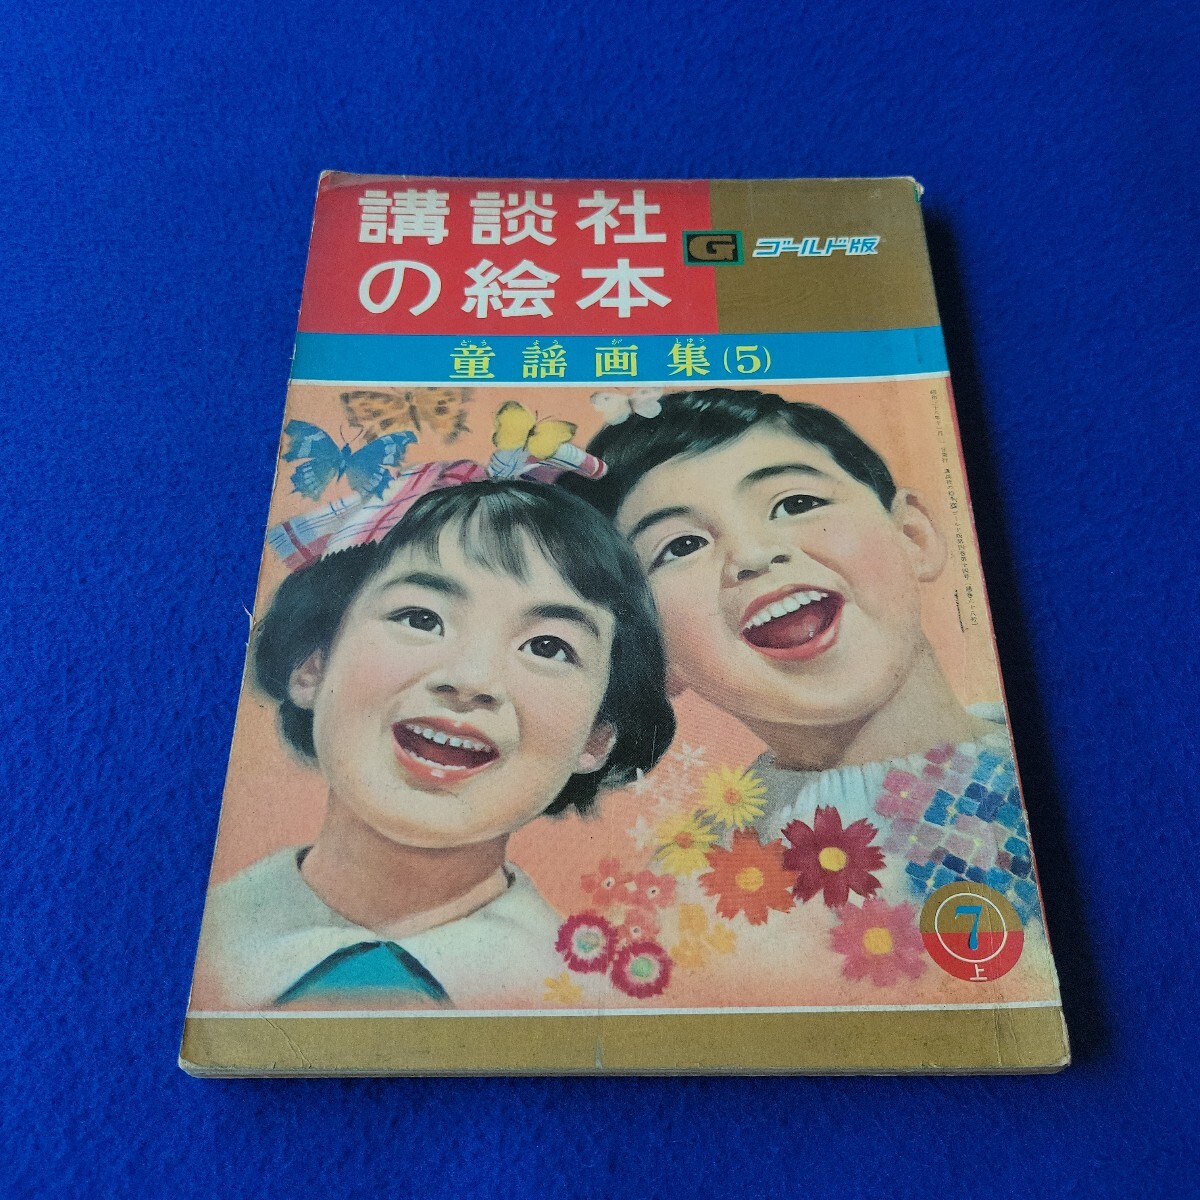 講談社
の絵本
G ゴールド版
童謡画集(5)
どうようがしゅう
7
上